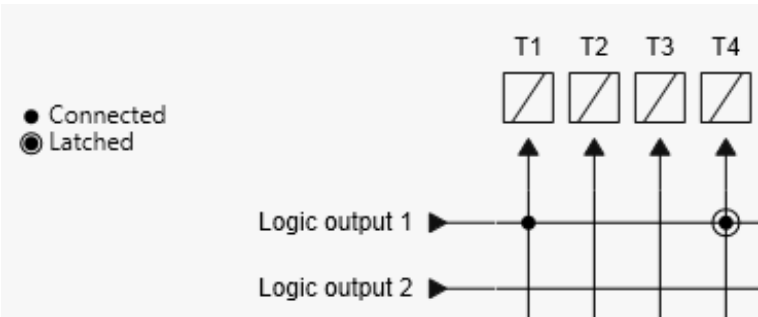 T1 T2 T3 T4
Connected
Latched
Logic output 1
Logic output 2